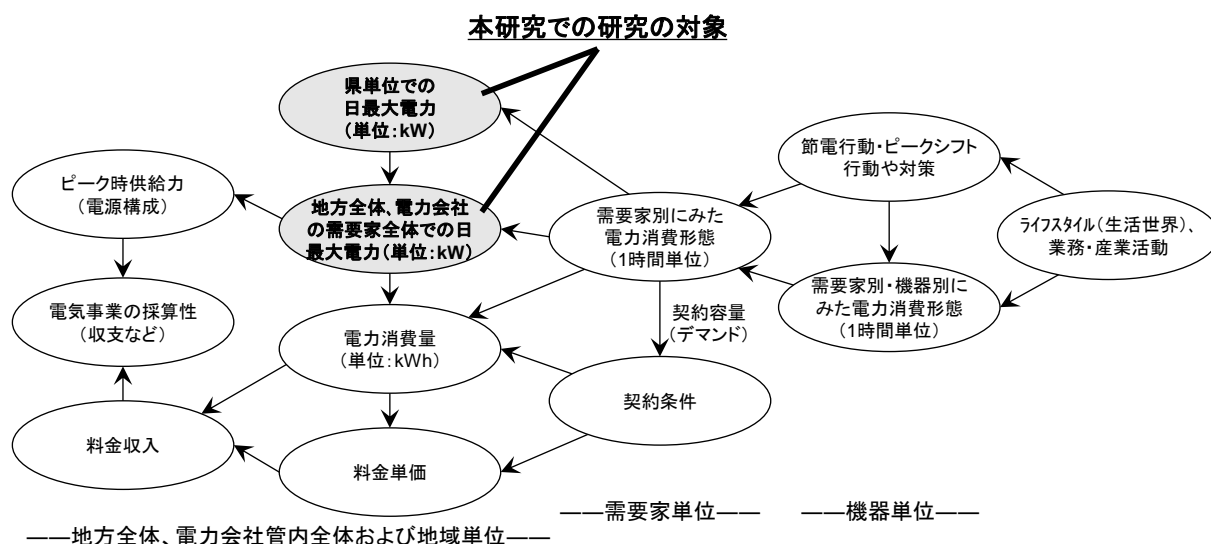 本研究での研究の対象
県単位での
日最大電力
(単位:kW)
節電行動・ピークシフト
行動や対策
ピーク時供給力
(電源構成)
地方全体、電力会社
の需要家全体での日
最大電力(単位:kW)
需要家別にみた
電力消費形態
(1時間単位)
ライフスタイル(生活世界)、
業務・産業活動
電気事業の採算性
(収支など)
電力消費量
(単位:kWh)
契約容量
(デマンド)
需要家別・機器別に
みた電力消費形態
(1時間単位)
契約条件
料金収入
料金単価
――需要家単位――
――機器単位――
――地方全体、電力会社管内全体および地域単位――